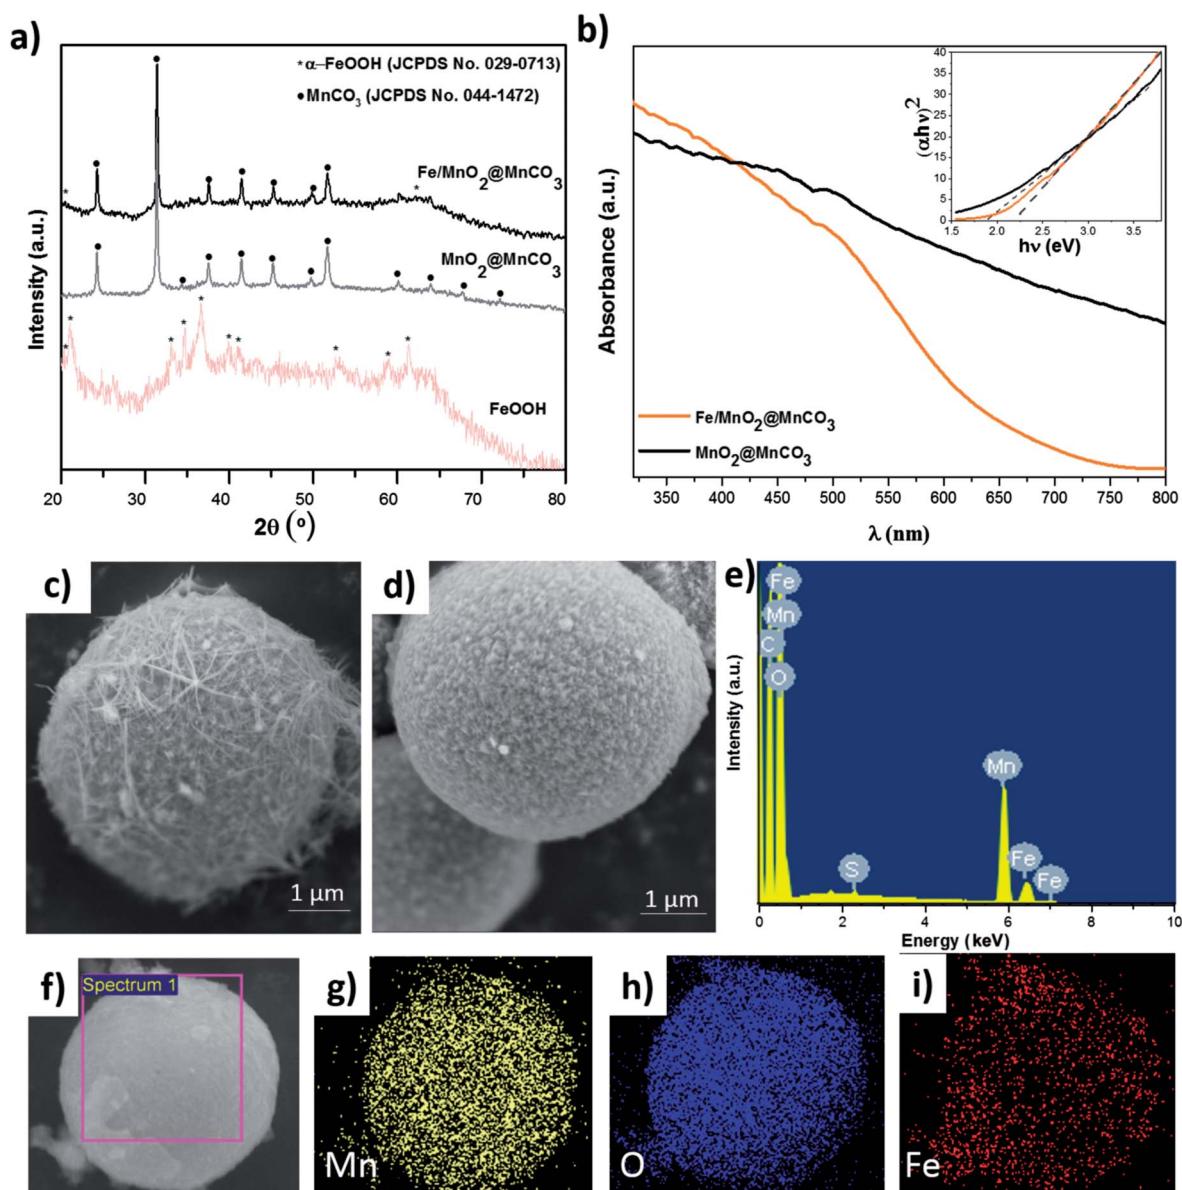 a)
*α–FeOOH (JCPDS No. 029-0713)
●MnCO3 (JCPDS No. 044-1472)
Fe/MnO2@MnCO3
MnO2@MnCO3
FeOOH
Intensity (a.u.)
20 30 40 50 60 70 80
2θ (º)
b)
Absorbance (a.u.)
Fe/MnO2@MnCO3
MnO2@MnCO3
350 400 450 500 550 600 650 700 750 800
λ (nm)
(αhν)2
40
35
30
25
20
15
10
5
0
1.5 2.0 2.5 3.0 3.5
hν (eV)
c)
1 µm
d)
1 µm
e)
Intensity (a.u.)
Fe
Mn
C
O
S
Mn
Fe
Fe
0 2 4 6 8 10
Energy (keV)
f)
Spectrum 1
g)
Mn
h)
O
i)
Fe